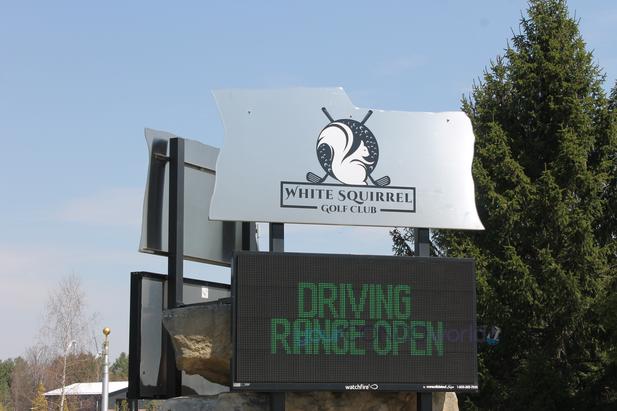 WHITE SQUIRREL
GOLF CLUB
DRIVING
RANGE OPEN
watchfire